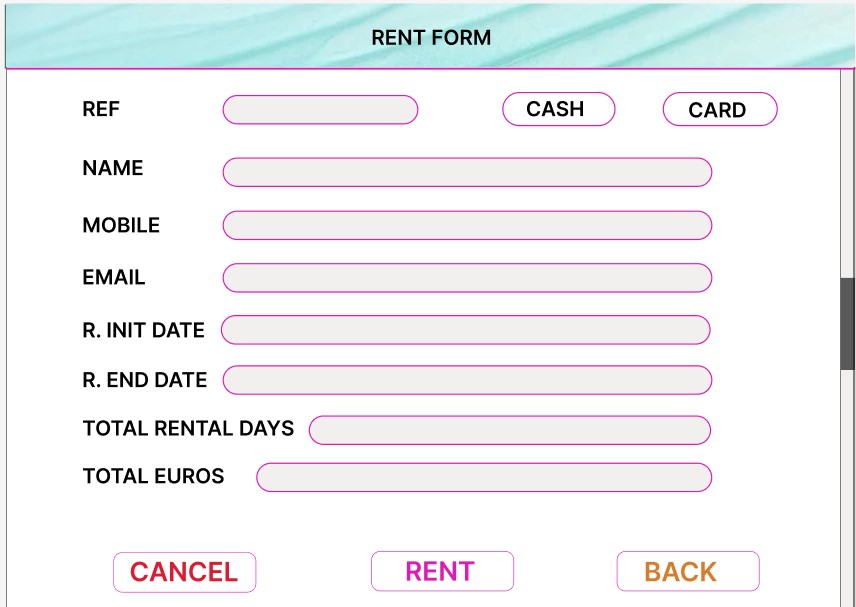 RENT FORM
REF CASH CARD
NAME
MOBILE
EMAIL
R. INIT DATE
R. END DATE
TOTAL RENTAL DAYS
TOTAL EUROS
CANCEL RENT BACK